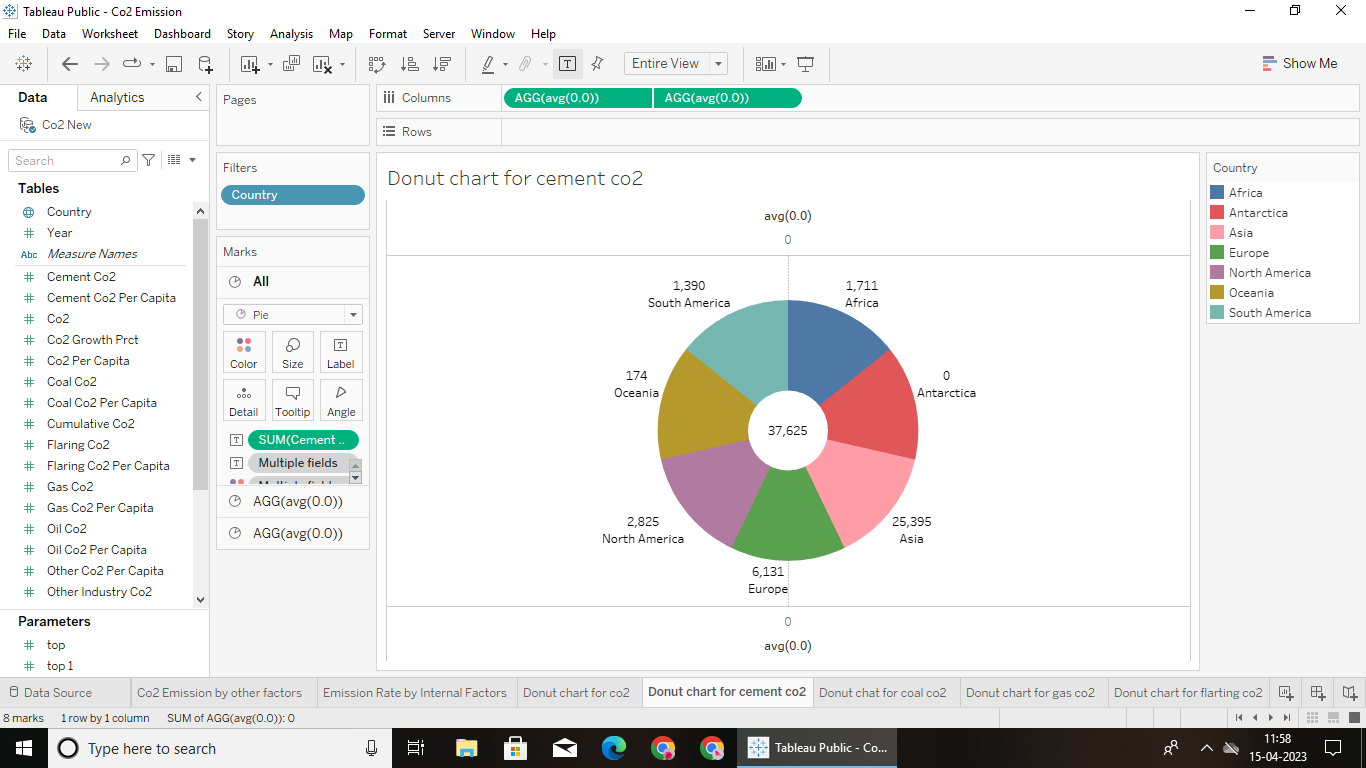 Tableau Public - Co2 Emission
File Data Worksheet Dashboard Story Analysis Map Format Server Window Help
Entire View
Show Me
Data Analytics
Co2 New
Search
Tables
Country
Year
Abc Measure Names
Cement Co2
Cement Co2 Per Capita
Co2
Co2 Growth Prct
Co2 Per Capita
Coal Co2
Coal Co2 Per Capita
Cumulative Co2
Flaring Co2
Flaring Co2 Per Capita
Gas Co2
Gas Co2 Per Capita
Oil Co2
Oil Co2 Per Capita
Other Co2 Per Capita
Other Industry Co2
Parameters
top
top 1
Pages
Filters
Country
Marks
All
Pie
Color Size Label
Detail Tooltip Angle
SUM(Cement ..
Multiple fields
AGG(avg(0.0))
AGG(avg(0.0))
Columns AGG(avg(0.0)) AGG(avg(0.0))
Rows
Donut chart for cement co2
avg(0.0)
0
1,390
South America
1,711
Africa
174
Oceania
0
Antarctica
37,625
2,825
North America
25,395
Asia
6,131
Europe
0
avg(0.0)
Country
Africa
Antarctica
Asia
Europe
North America
Oceania
South America
Data Source Co2 Emission by other factors Emission Rate by Internal Factors Donut chart for co2 Donut chart for cement co2 Donut chat for coal co2 Donut chart for gas co2 Donut chart for flarting co2
8 marks 1 row by 1 column SUM of AGG(avg(0.0)): 0
Type here to search
Tableau Public - Co...
11:58
15-04-2023